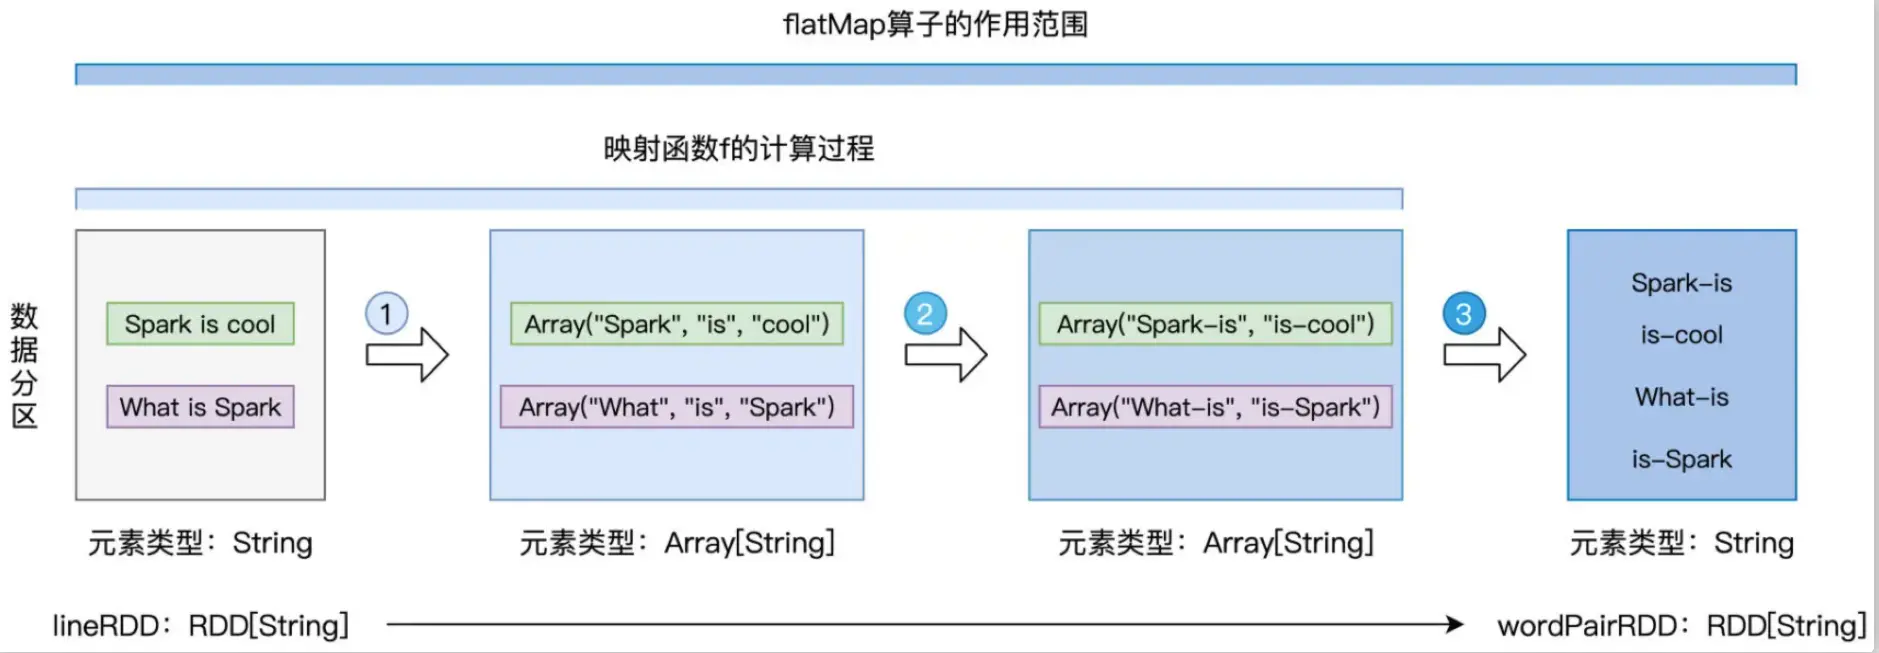 flatMap算子的作用范围
映射函数f的计算过程
数据分区
Spark is cool
What is Spark
元素类型：String
1
Array("Spark", "is", "cool")
Array("What", "is", "Spark")
元素类型：Array[String]
2
Array("Spark-is", "is-cool")
Array("What-is", "is-Spark")
元素类型：Array[String]
3
Spark-is
is-cool
What-is
is-Spark
元素类型：String
lineRDD：RDD[String]
wordPairRDD：RDD[String]